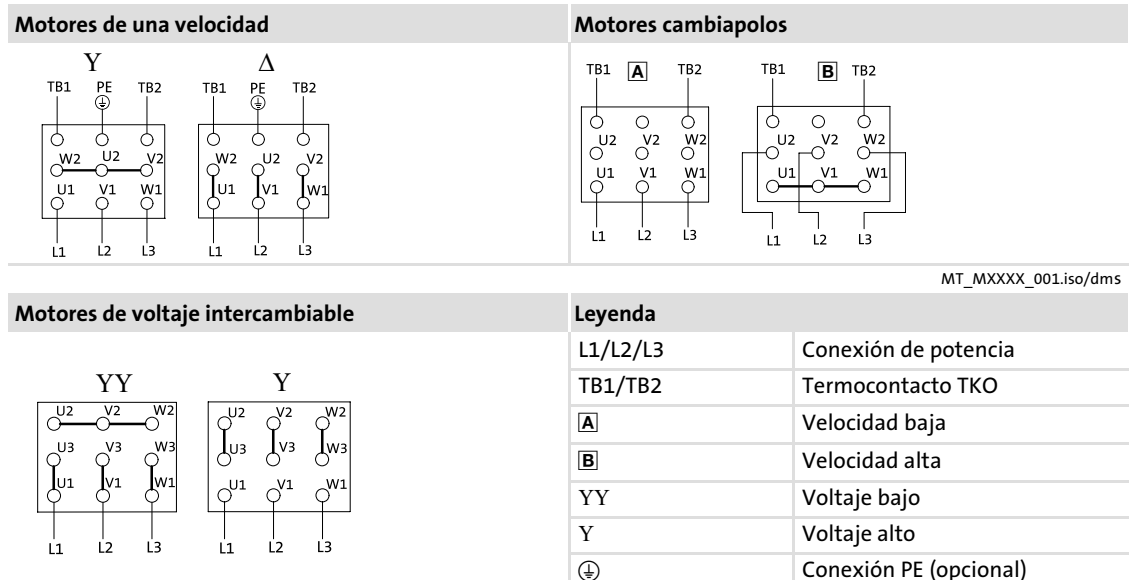 Motores de una velocidad
Y Δ
TB1 PE TB2 TB1 PE TB2
W2 U2 V2 W2 U2 V2
U1 V1 W1 U1 V1 W1
L1 L2 L3 L1 L2 L3
Motores cambiapolos
TB1 A TB2 TB1 B TB2
U2 V2 W2 U2 V2 W2
U1 V1 W1 U1 V1 W1
L1 L2 L3 L1 L2 L3
MT_MXXXX_001.iso/dms
Motores de voltaje intercambiable
YY Y
U2 V2 W2 U2 V2 W2
U3 V3 W3 U3 V3 W3
U1 V1 W1 U1 V1 W1
L1 L2 L3 L1 L2 L3
Leyenda
L1/L2/L3 Conexión de potencia
TB1/TB2 Termocontacto TKO
A Velocidad baja
B Velocidad alta
YY Voltaje bajo
Y Voltaje alto
Conexión PE (opcional)